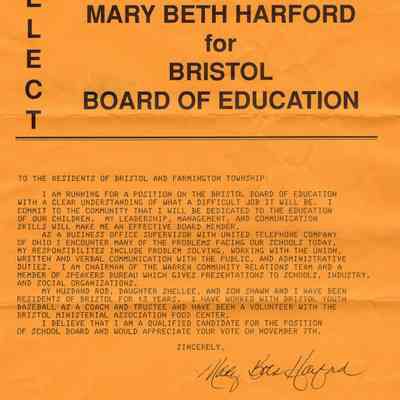 ELECT
MARY BETH HARFORD
for
BRISTOL
BOARD OF EDUCATION
TO THE RESIDENTS OF BRISTOL AND FARMINGTON TOWNSHIP:
I AM RUNNING FOR A POSITION ON THE BRISTOL BOARD OF EDUCATION
WITH A CLEAR UNDERSTANDING OF WHAT A DIFFICULT JOB IT WILL BE. I
COMMIT TO THE COMMUNITY THAT I WILL BE DEDICATED TO THE EDUCATION
OF OUR CHILDREN. MY LEADERSHIP, MANAGEMENT, AND COMMUNICATION
SKILLS WILL MAKE ME AN EFFECTIVE BOARD MEMBER.
AS A BUSINESS OFFICE SUPERVISOR WITH UNITED TELEPHONE COMPANY
OF OHIO I ENCOUNTER MANY OF THE PROBLEMS FACING OUR SCHOOLS TODAY.
MY RESPONSIBILITES INCLUDE PROBLEM SOLVING, WORKING WITH THE UNION,
WRITTEN AND VERBAL COMMUNICATION WITH THE PUBLIC, AND ADMINISTRATIVE
DUTIES. I AM CHAIRMAN OF THE WARREN COMMUNITY RELATIONS TEAM AND A
MEMBER OF SPEAKERS BUREAU WHICH GIVES PRESENTATIONS TO SCHOOLS, INDUSTRY,
AND SOCIAL ORGANIZATIONS.
MY HUSBAND ROD, DAUGHTER SHELLEE, AND SON SHAWN AND I HAVE BEEN
RESIDENTS OF BRISTOL FOR 13 YEARS. I HAVE WORKED WITH BRISTOL YOUTH
BASEBALL AS A COACH AND TRUSTEE AND HAVE BEEN A VOLUNTEER WITH THE
BRISTOL MINISTERIAL ASSOCIATION FOOD CENTER.
I BELIEVE THAT I AM A QUALIFIED CANDIDATE FOR THE POSITION
OF SCHOOL BOARD AND WOULD APPRECIATE YOUR VOTE ON NOVEMBER 7TH.
SINCERELY,
Mary Beth Harford